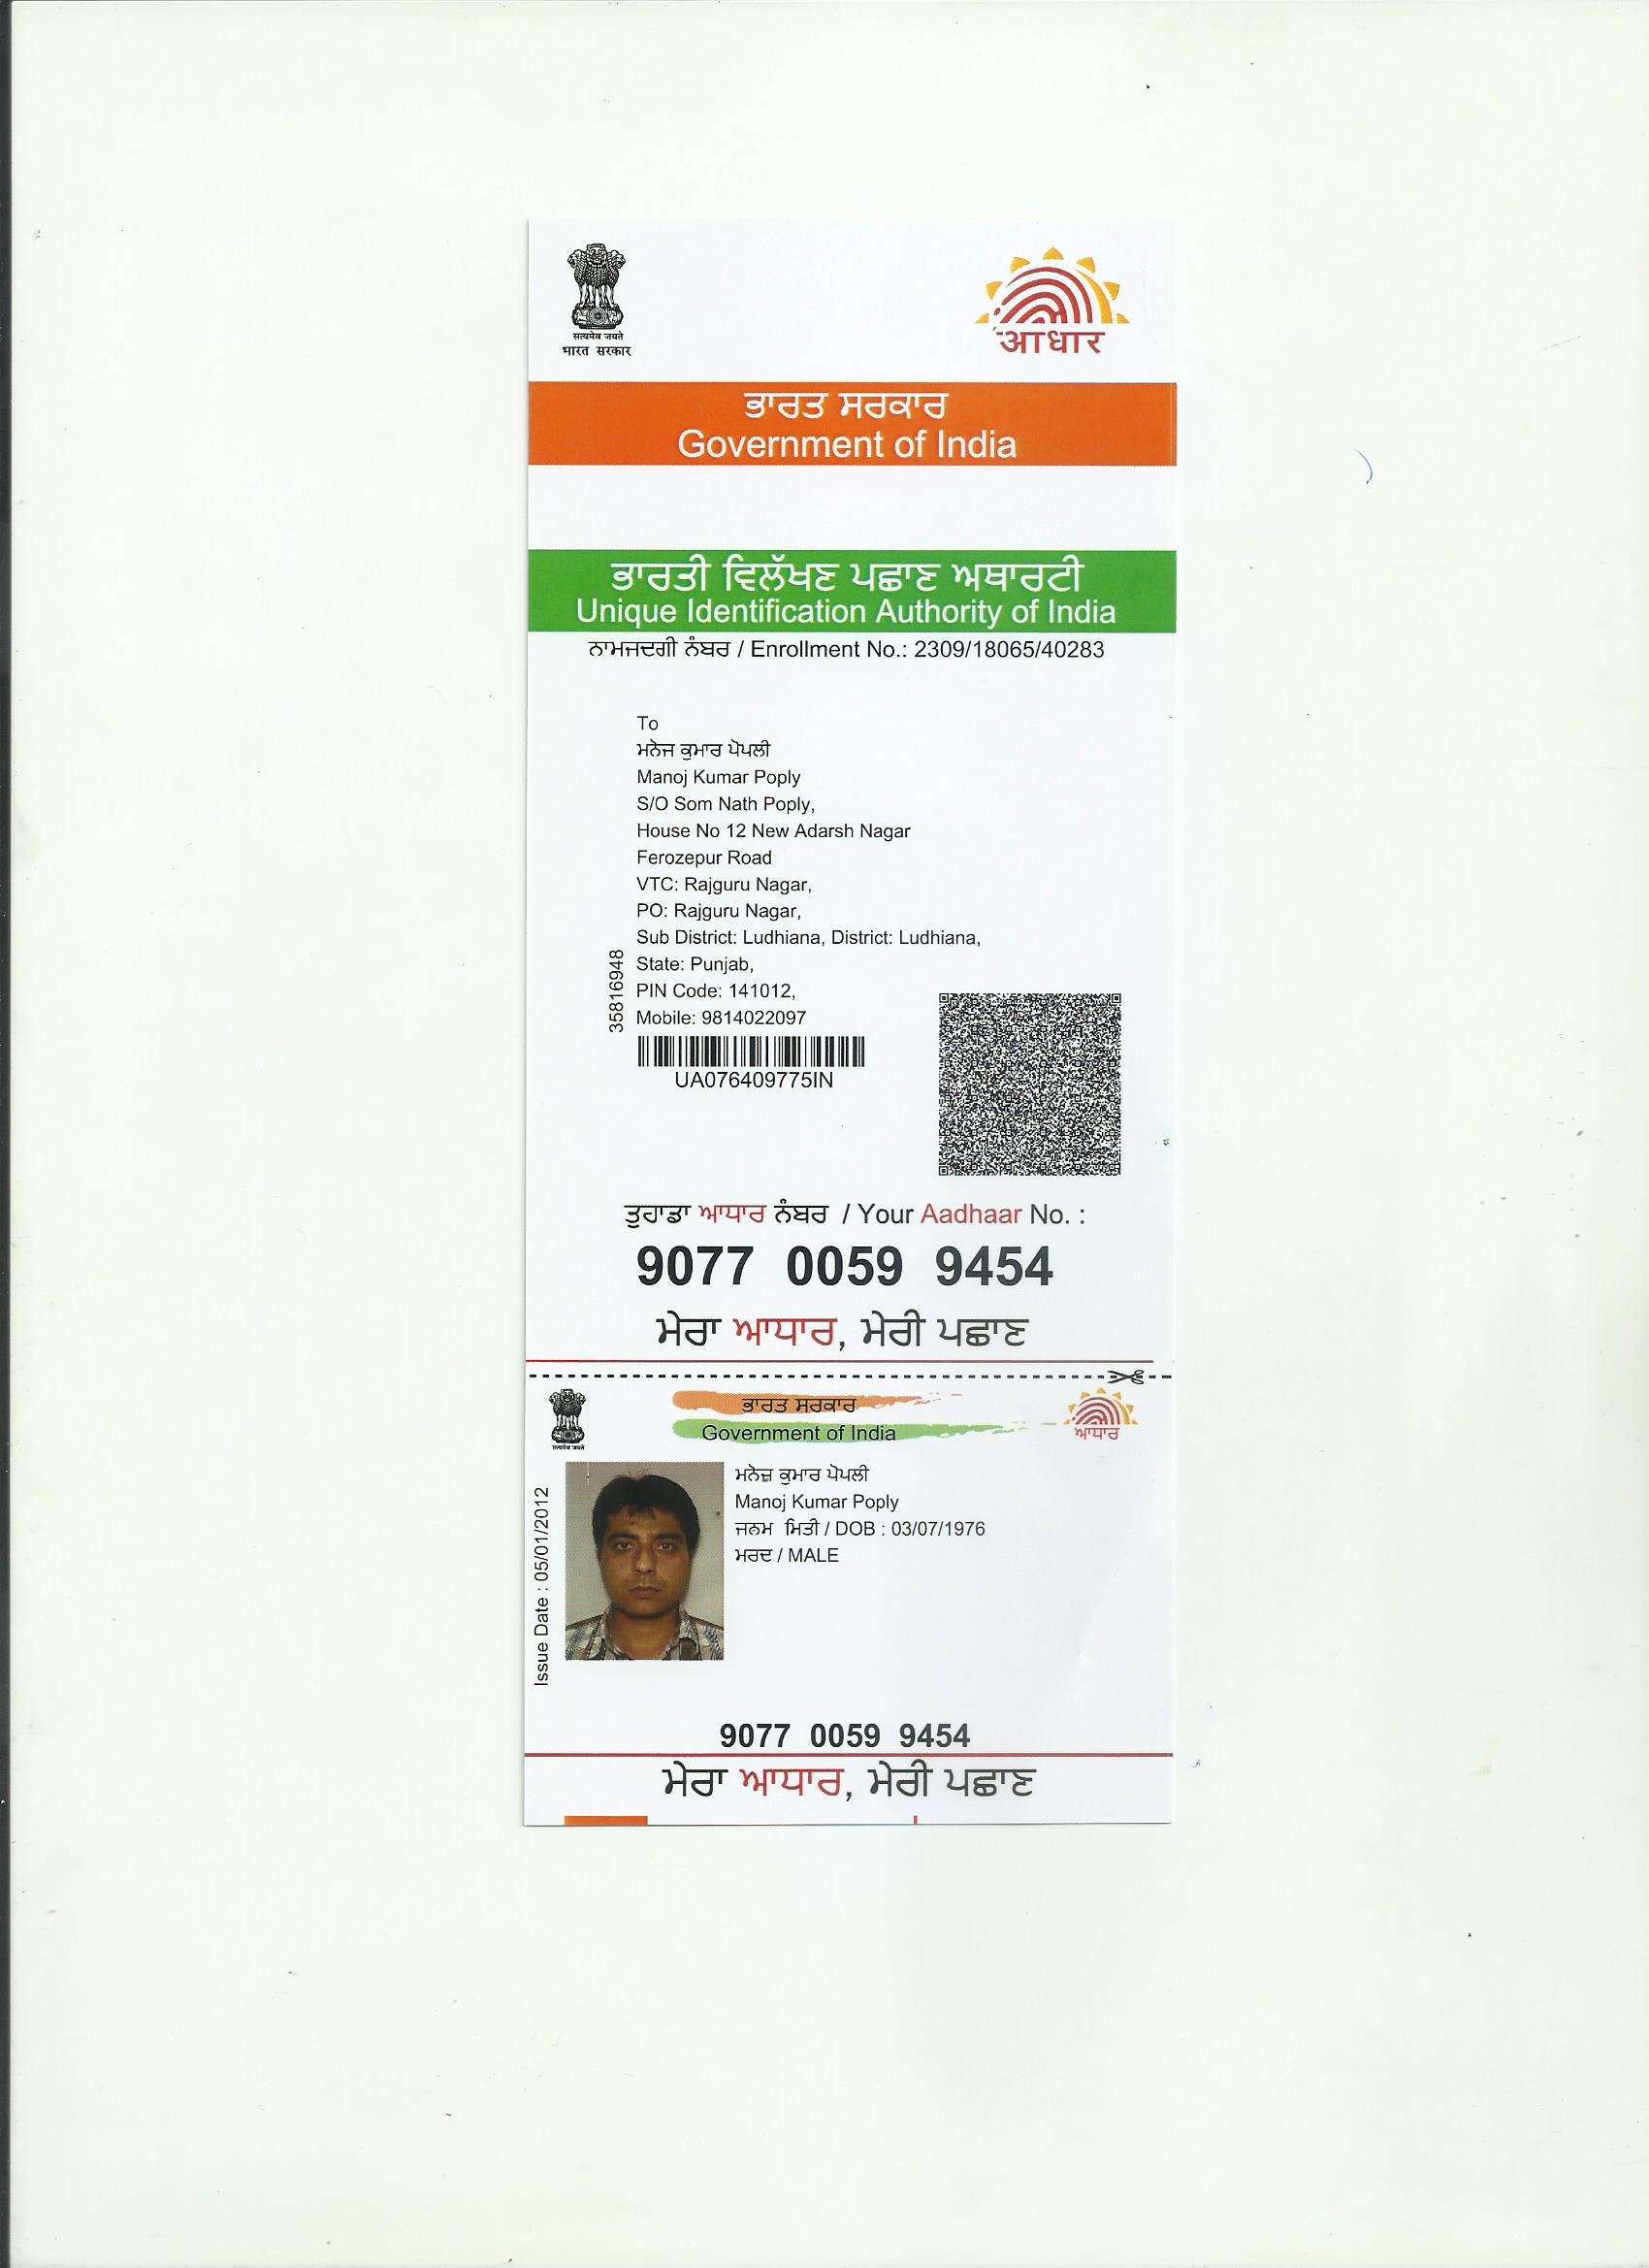 सत्यमेव जयते
भारत सरकार
आधार
ਭਾਰਤ ਸਰਕਾਰ
Government of India
ਭਾਰਤੀ ਵਿਲੱਖਣ ਪਛਾਣ ਅਥਾਰਟੀ
Unique Identification Authority of India
ਨਾਮਜਦਗੀ ਨੰਬਰ / Enrollment No.: 2309/18065/40283
To
ਮਨੋਜ ਕੁਮਾਰ ਪੋਪਲੀ
Manoj Kumar Poply
S/O Som Nath Poply,
House No 12 New Adarsh Nagar
Ferozepur Road
VTC: Rajguru Nagar,
PO: Rajguru Nagar,
Sub District: Ludhiana, District: Ludhiana,
State: Punjab,
PIN Code: 141012,
Mobile: 9814022097
35816948
UA076409775IN
ਤੁਹਾਡਾ ਆਧਾਰ ਨੰਬਰ / Your Aadhaar No. :
9077 0059 9454
ਮੇਰਾ ਆਧਾਰ, ਮੇਰੀ ਪਛਾਣ
सत्यमेव जयते
ਭਾਰਤ ਸਰਕਾਰ
Government of India
ਆਧਾਰ
Issue Date : 05/01/2012
ਮਨੋਜ਼ ਕੁਮਾਰ ਪੋਪਲੀ
Manoj Kumar Poply
ਜਨਮ ਮਿਤੀ / DOB : 03/07/1976
ਮਰਦ / MALE
9077 0059 9454
ਮੇਰਾ ਆਧਾਰ, ਮੇਰੀ ਪਛਾਣ